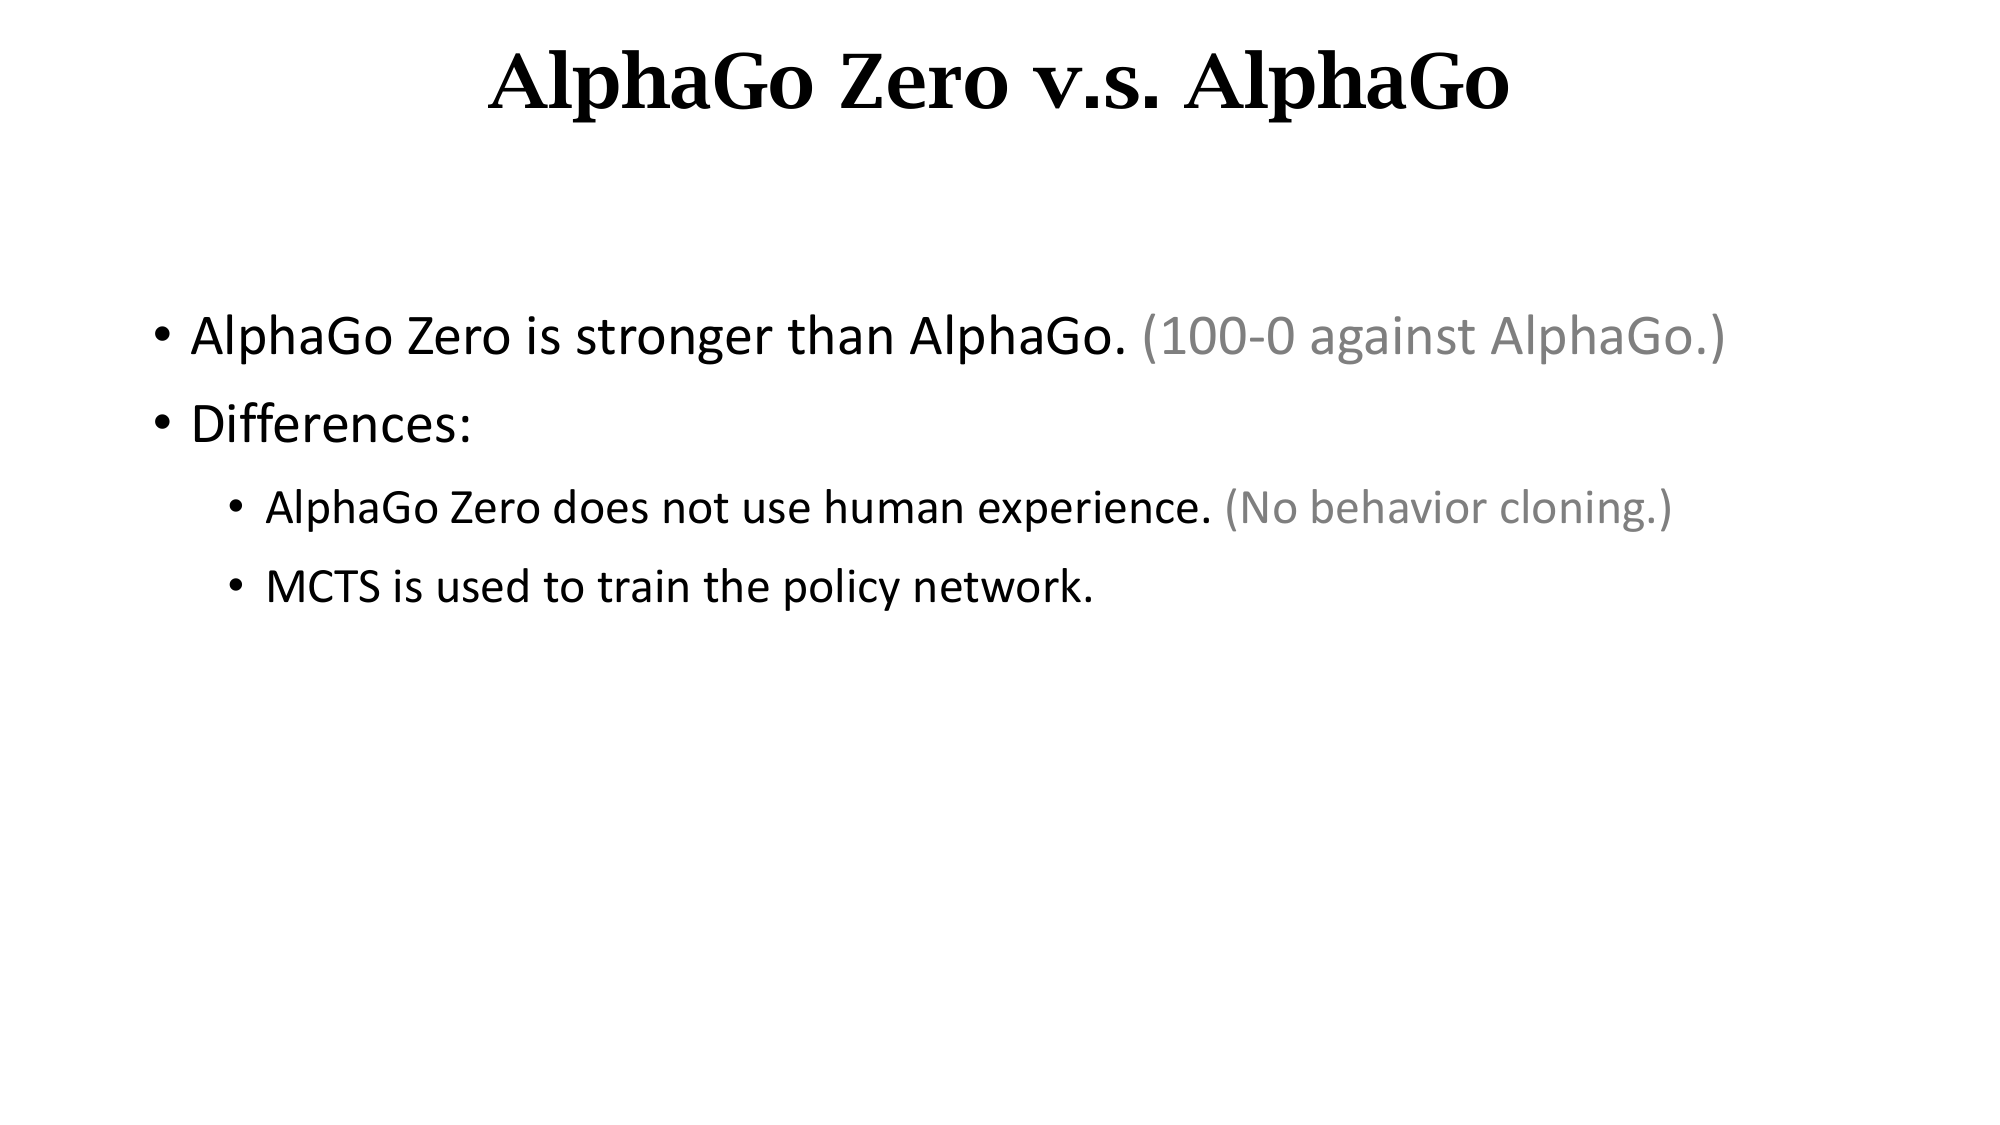 AlphaGo Zero v.s. AlphaGo
• AlphaGo Zero is stronger than AlphaGo. (100-0 against AlphaGo.)
• Differences:
• AlphaGo Zero does not use human experience. (No behavior cloning.)
• MCTS is used to train the policy network.